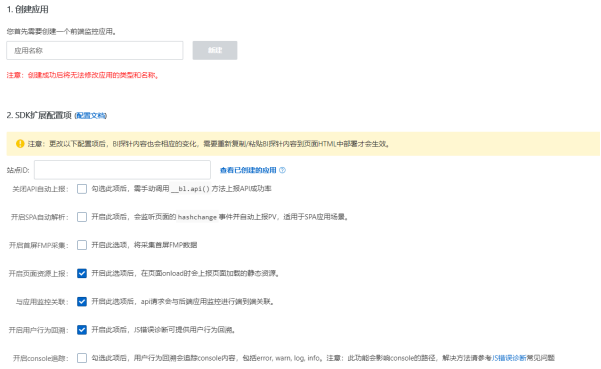 1. 创建应用
您首先需要创建一个前端监控应用。
应用名称 创建
注意：创建成功后将无法修改应用的类型和名称。
2. SDK扩展配置项 (配置文档)
注意：更改以下配置项后，BI探针内容也会相应的变化，需要重新复制/粘贴BI探针内容到页面HTML中部署才会生效。
站点ID: 查看已创建的应用
关闭API自动上报： 勾选此项后，需手动调用 __bl.api() 方法上报API成功率
开启SPA自动解析： 开启此项后，会监听页面的 hashchange 事件并自动上报PV，适用于SPA应用场景。
开启首屏FMP采集： 开启此选项，将采集首屏FMP数据
开启页面资源上报： 开启此选项后，在页面onload时会上报页面加载的静态资源。
与应用监控关联： 开启此选项后，api请求会与后端应用监控进行端到端关联。
开启用户行为回溯： 开启此项后，JS错误诊断可提供用户行为回溯。
开启console追踪： 勾选此项后，用户行为回溯会追踪console内容，包括error, warn, log, info。注意：此功能会影响console的路径，解决方法请参考JS错误诊断常见问题